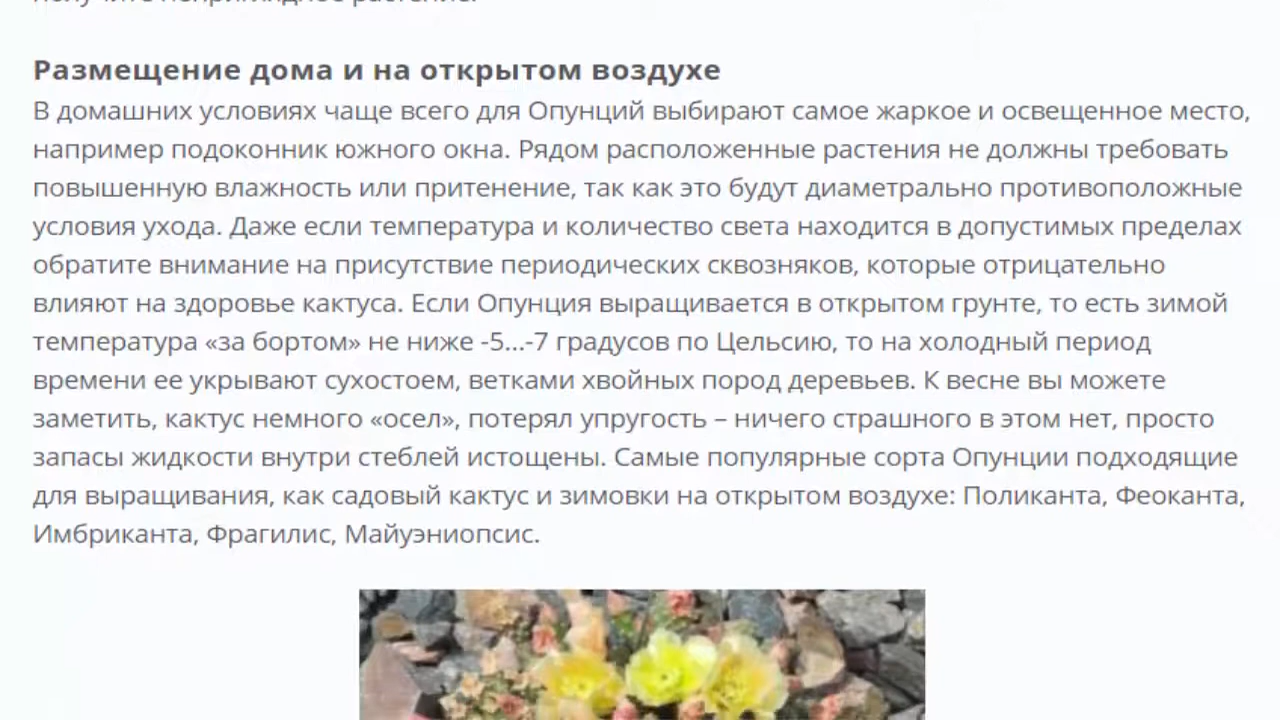 Размещение дома и на открытом воздухе
В домашних условиях чаще всего для Опунций выбирают самое жаркое и освещенное место,
например подоконник южного окна. Рядом расположенные растения не должны требовать
повышенную влажность или притенение, так как это будут диаметрально противоположные
условия ухода. Даже если температура и количество света находится в допустимых пределах
обратите внимание на присутствие периодических сквозняков, которые отрицательно
влияют на здоровье кактуса. Если Опунция выращивается в открытом грунте, то есть зимой
температура «за бортом» не ниже -5...-7 градусов по Цельсию, то на холодный период
времени ее укрывают сухостоем, ветками хвойных пород деревьев. К весне вы можете
заметить, кактус немного «осел», потерял упругость – ничего страшного в этом нет, просто
запасы жидкости внутри стеблей истощены. Самые популярные сорта Опунции подходящие
для выращивания, как садовый кактус и зимовки на открытом воздухе: Поликанта, Феоканта,
Имбриканта, Фрагилис, Майуэниопсис.